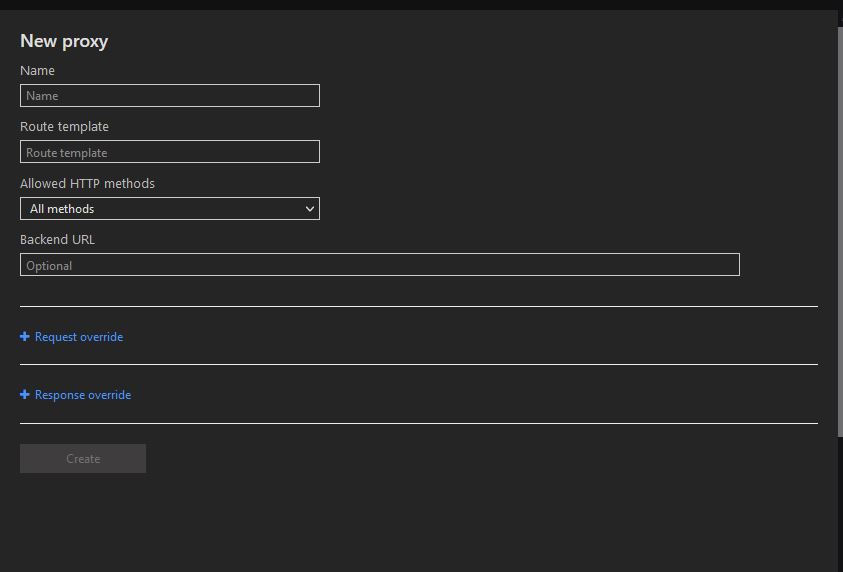 New proxy
Name
Name
Route template
Route template
Allowed HTTP methods
All methods
Backend URL
Optional
Request override
Response override
Create